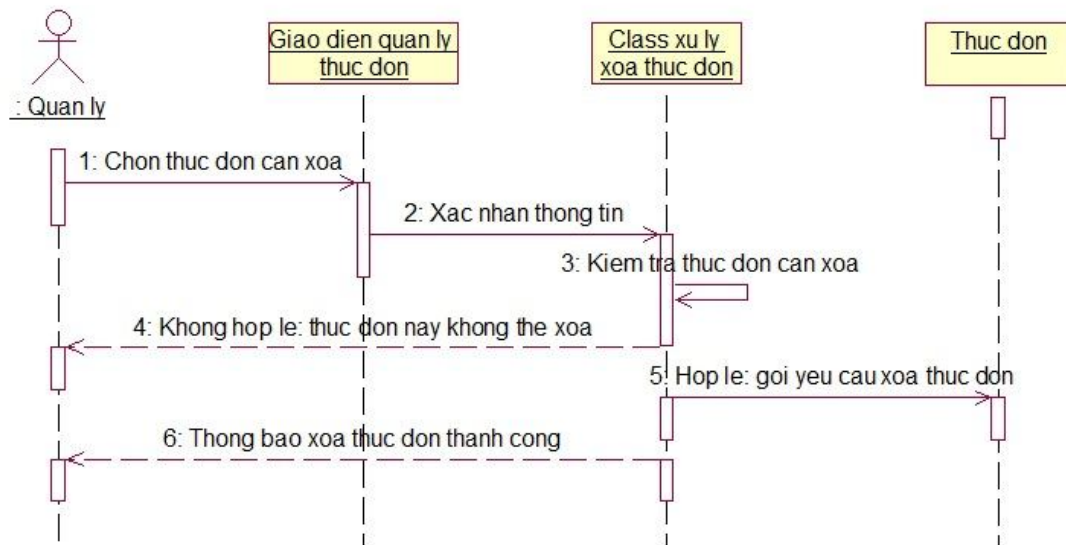 Giao dien quan ly
thuc don
Class xu ly
xoa thuc don
Thuc don
: Quan ly
1: Chon thuc don can xoa
2: Xac nhan thong tin
3: Kiem tra thuc don can xoa
4: Khong hop le: thuc don nay khong the xoa
5: Hop le: goi yeu cau xoa thuc don
6: Thong bao xoa thuc don thanh cong